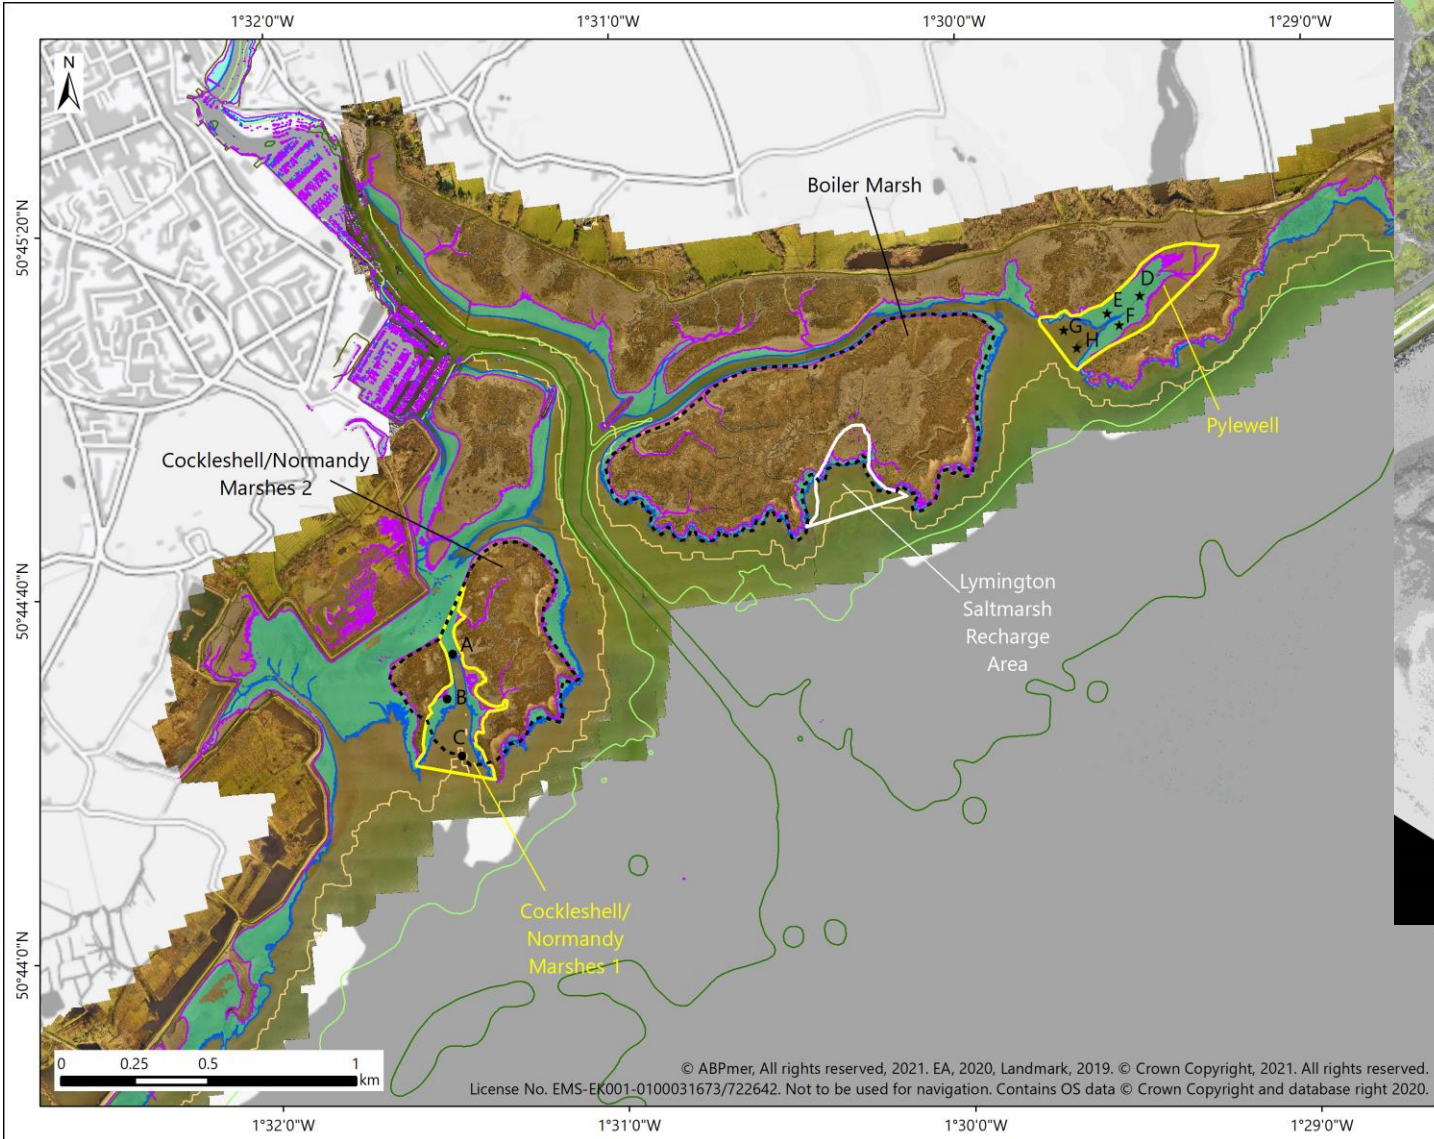 1°32'0"W
1°31'0"W
1°30'0"W
1°29'0"W
N
50°45'20"N
50°44'40"N
50°44'0"N
Boiler Marsh
D
E
F
G
H
Pylewell
Cockleshell/Normandy
Marshes 2
Lymington
Saltmarsh
Recharge
Area
A
B
C
Cockleshell/
Normandy
Marshes 1
0 0.25 0.5 1
km
© ABPmer, All rights reserved, 2021. EA, 2020, Landmark, 2019. © Crown Copyright, 2021. All rights reserved.
License No. EMS-EK001-0100031673/722642. Not to be used for navigation. Contains OS data © Crown Copyright and database right 2020.
1°32'0"W
1°31'0"W
1°30'0"W
1°29'0"W